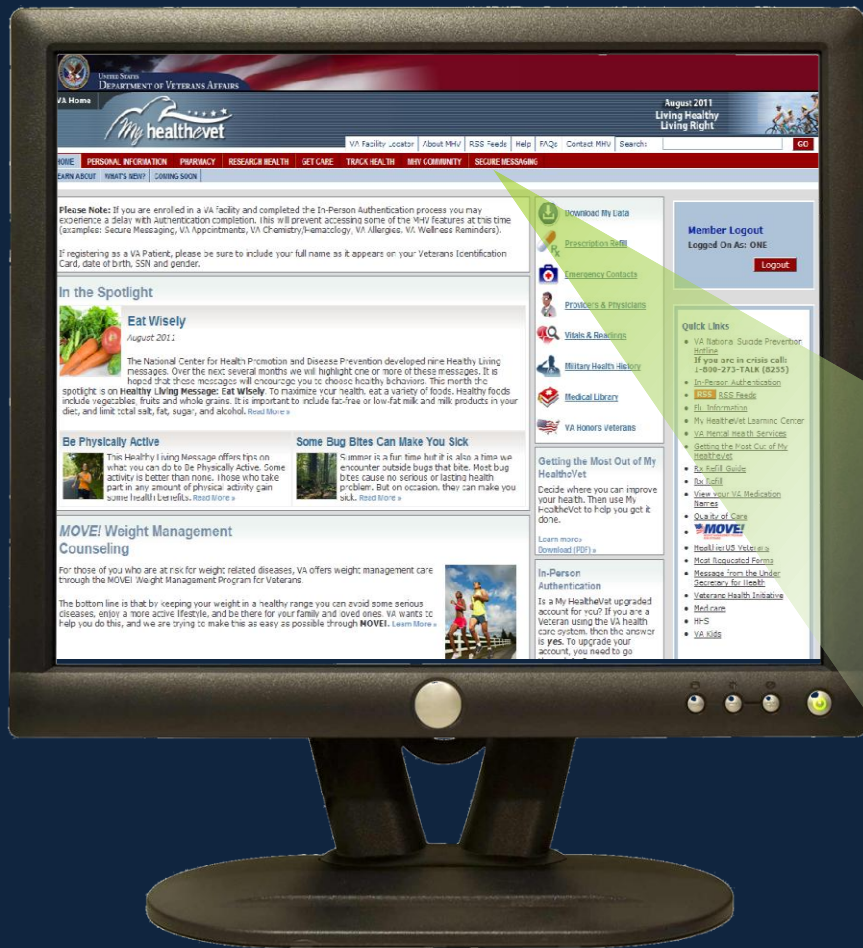 United States
DEPARTMENT OF VETERANS AFFAIRS
VA Home
My healthevet
August 2011
Living Healthy
Living Right
VA Facility Locator About MHV RSS Feeds Help FAQs Contact MHV Search: GO
HOME PERSONAL INFORMATION PHARMACY RESEARCH HEALTH GET CARE TRACK HEALTH MHV COMMUNITY SECURE MESSAGING
LEARN ABOUT WHAT'S NEW? COMING SOON
Please Note: If you are enrolled in a VA facility and completed the In-Person Authentication process you may
experience a delay with Authentication completion. This will prevent accessing some of the MHV features at this time
(examples: Secure Messaging, VA Appointments, VA Chemistry/Hematology, VA Allergies, VA Wellness Reminders).
If registering as a VA Patient, please be sure to include your full name as it appears on your Veterans Identification
Card, date of birth, SSN and gender.
In the Spotlight
Eat Wisely
August 2011
The National Center for Health Promotion and Disease Prevention developed nine Healthy Living
messages. Over the next several months we will highlight one or more of these messages. It is
hoped that these messages will encourage you to choose healthy behaviors. This month the
spotlight is on Healthy Living Message: Eat Wisely. To maximize your health, eat a variety of foods. Healthy foods
include vegetables, fruits and whole grains. It is important to include fat-free or low-fat milk and milk products in your
diet, and limit total salt, fat, sugar, and alcohol. Read More »
Be Physically Active
This Healthy Living Message offers tips on
what you can do to Be Physically Active. Some
activity is better than none. Those who take
part in any amount of physical activity gain
some health benefits. Read More »
Some Bug Bites Can Make You Sick
Summer is a fun time but it is also a time we
encounter outside bugs that bite. Most bug
bites cause no serious or lasting health
problem. But on occasion, they can make you
sick. Read More »
MOVE! Weight Management
Counseling
For those of you who are at risk for weight related diseases, VA offers weight management care
through the MOVE! Weight Management Program for Veterans.
The bottom line is that by keeping your weight in a healthy range you can avoid some serious
diseases, enjoy a more active lifestyle, and be there for your family and loved ones. VA wants to
help you do this, and we are trying to make this as easy as possible through MOVE!. Learn More »
Download My Data
Prescription Refill
Emergency Contacts
Providers & Physicians
Vitals & Readings
Military Health History
Medical Library
VA Honors Veterans
Getting the Most Out of My
HealtheVet
Decide where you can improve
your health. Then use My
HealtheVet to help you get it
done.
Learn more»
Download (PDF) »
In-Person
Authentication
Is a My HealtheVet upgraded
account for you? If you are a
Veteran using the VA health
care system, then the answer
is yes. To upgrade your
account, you need to go
Member Logout
Logged On As: ONE
Logout
Quick Links
VA National Suicide Prevention
Hotline
If you are in crisis call:
1-800-273-TALK (8255)
In-Person Authentication
RSS RSS Feeds
Flu Information
My HealtheVet Learning Center
VA Mental Health Services
Getting the Most Out of My
HealtheVet
Rx Refill Guide
Rx Refill
View your VA Medication
Names
Quality of Care
MOVE!
HealthierUS Veterans
Most Requested Forms
Message from the Under
Secretary for Health
Veterans Health Initiative
Medicare
HHS
VA Kids